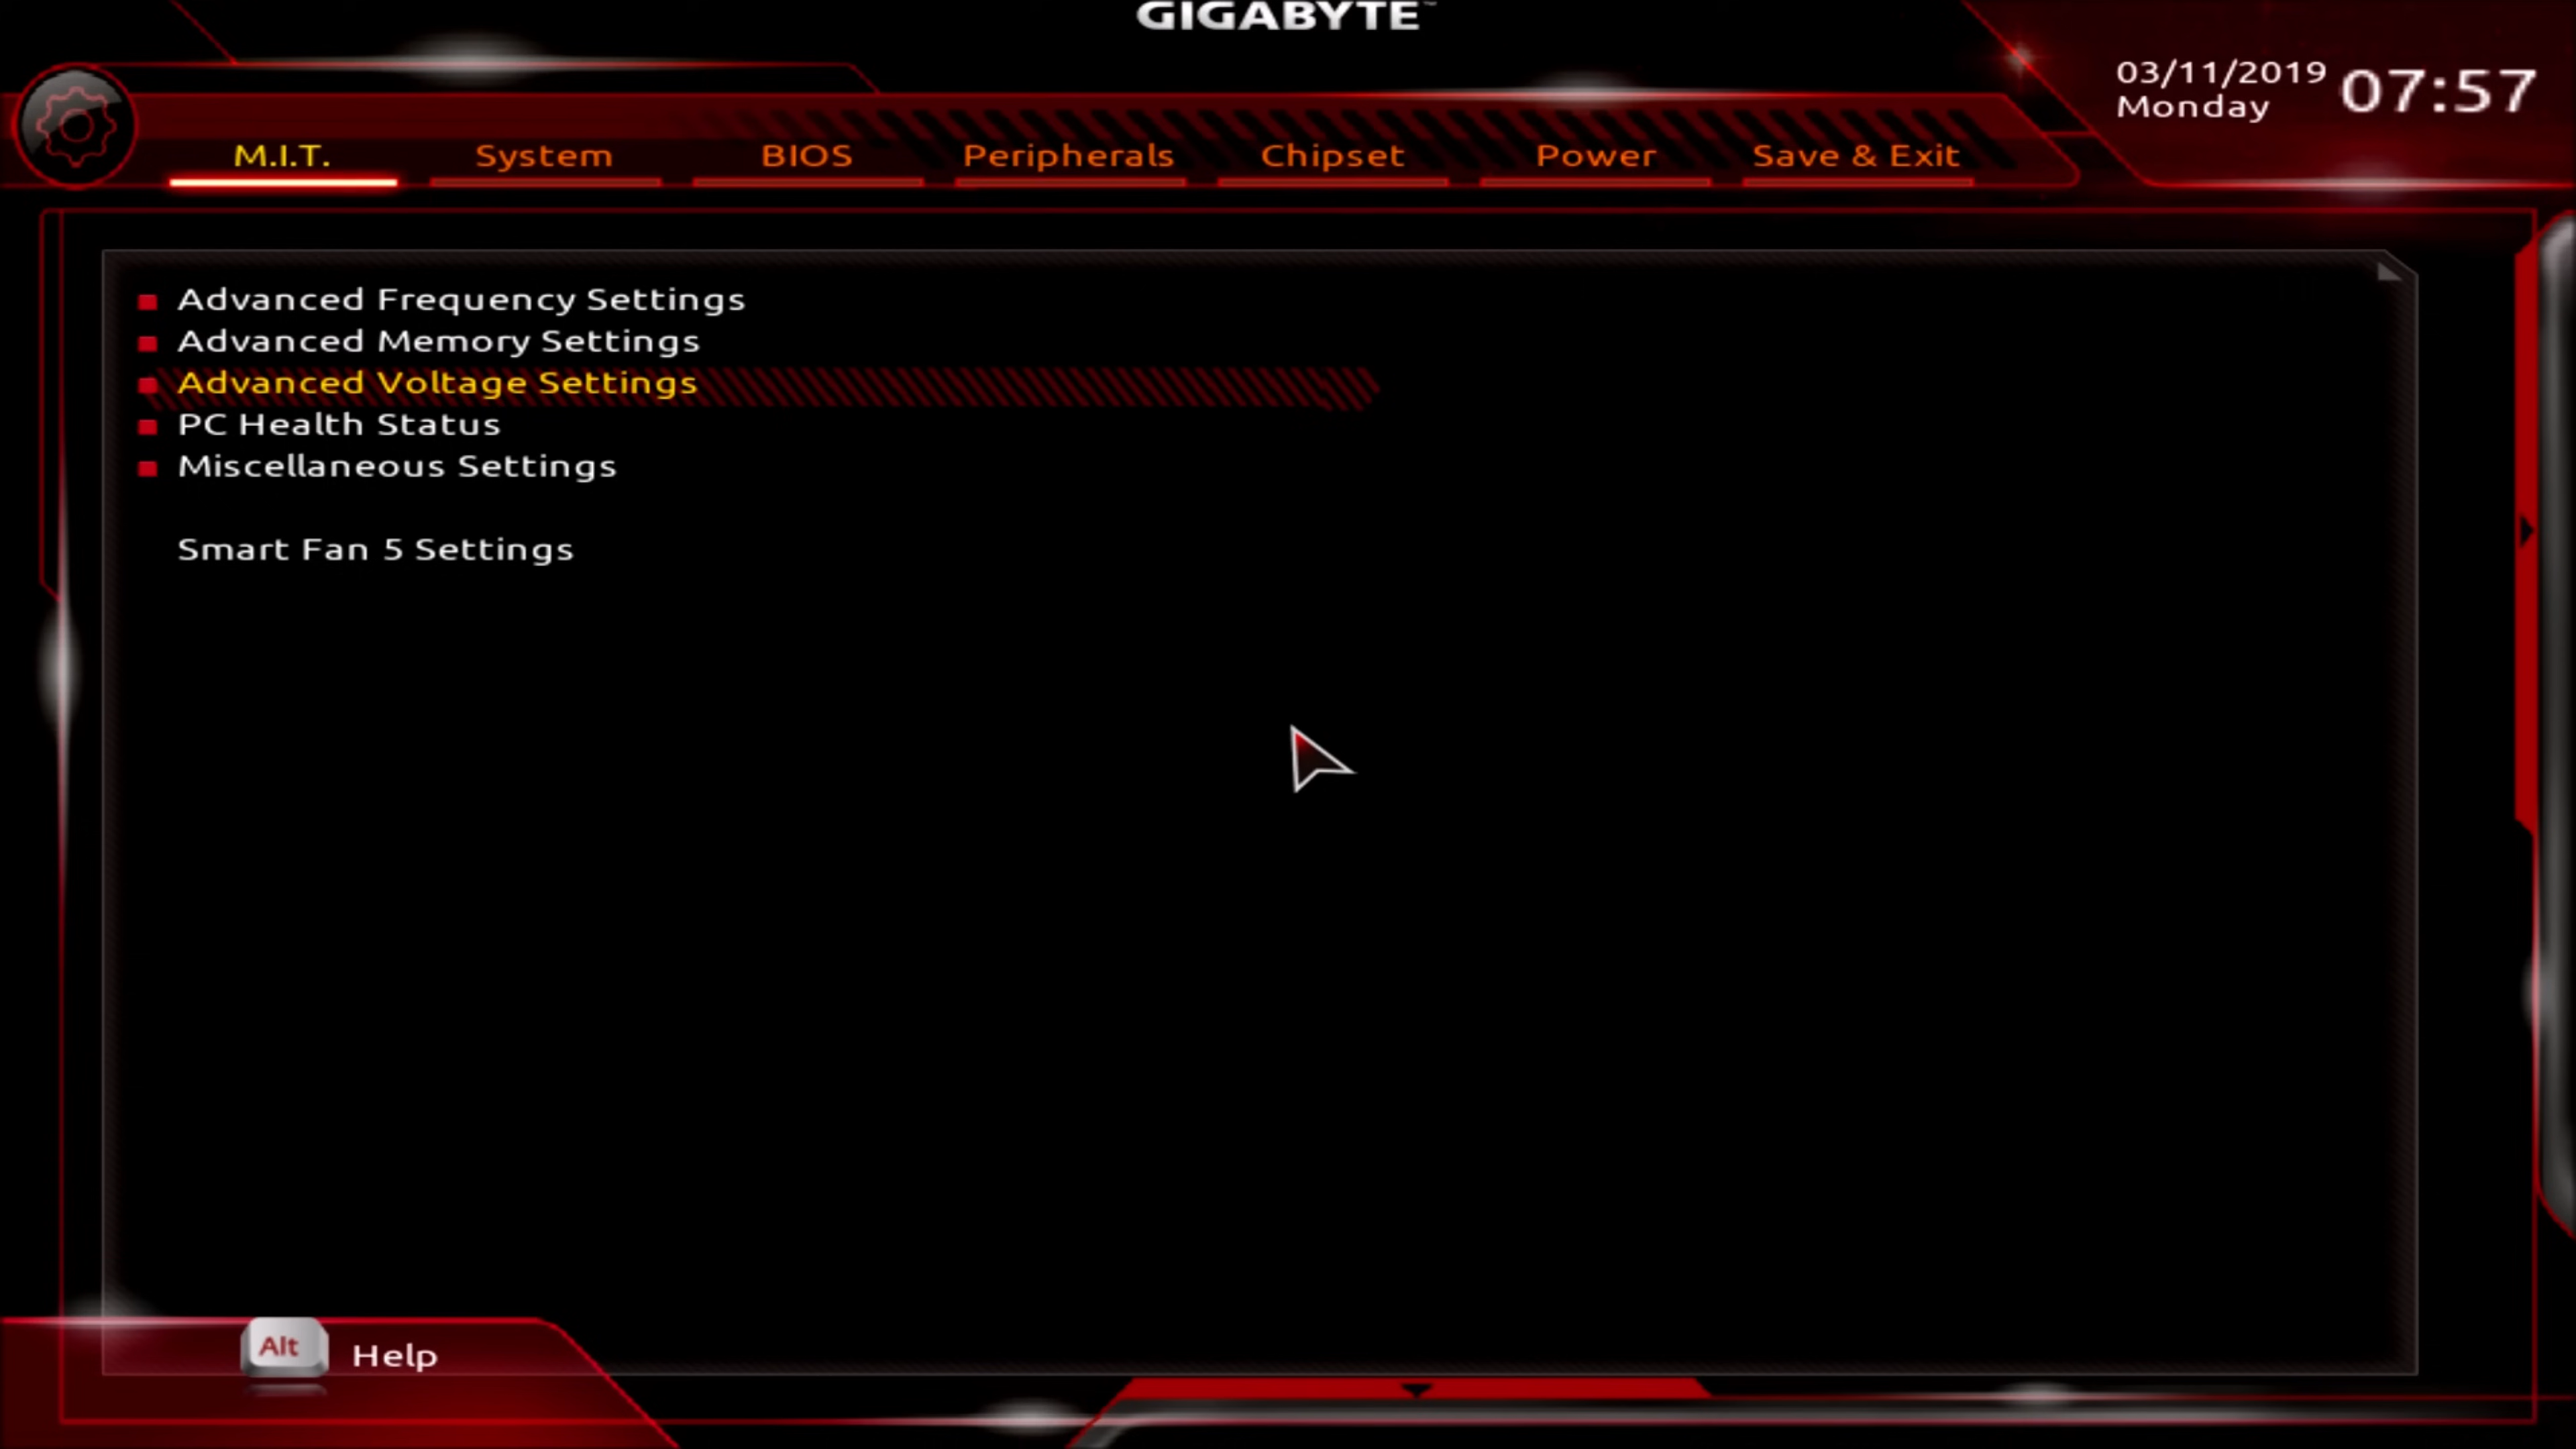 GIGABYTE™
03/11/2019
Monday
07:57
M.I.T.
System
BIOS
Peripherals
Chipset
Power
Save & Exit
Advanced Frequency Settings
Advanced Memory Settings
Advanced Voltage Settings
PC Health Status
Miscellaneous Settings
Smart Fan 5 Settings
Alt
Help